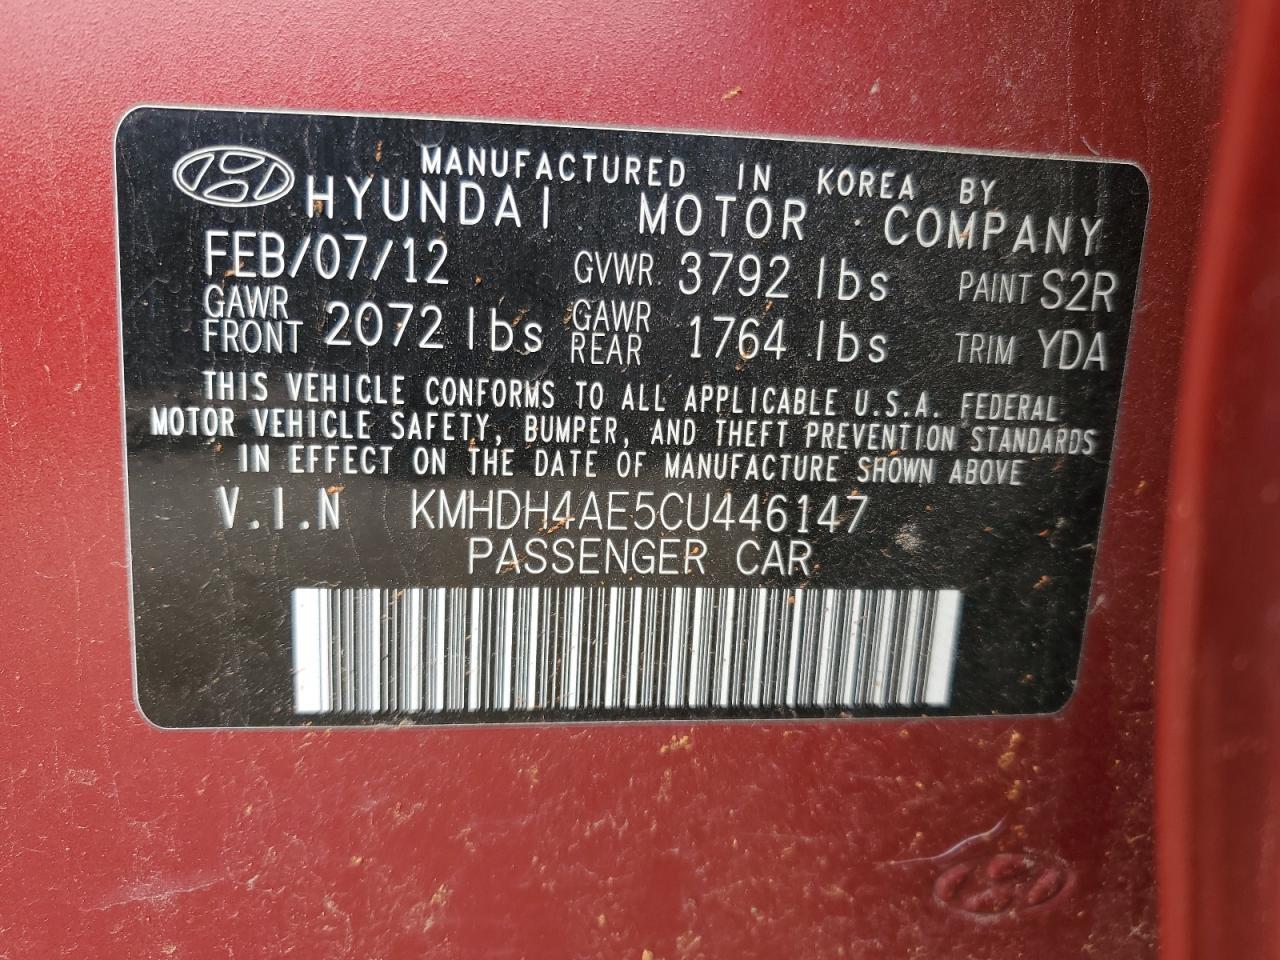 MANUFACTURED IN KOREA BY
HYUNDAI MOTOR COMPANY
FEB/07/12 GVWR 3792 lbs PAINT S2R
GAWR FRONT 2072 lbs GAWR REAR 1764 lbs TRIM YDA
THIS VEHICLE CONFORMS TO ALL APPLICABLE U.S.A. FEDERAL
MOTOR VEHICLE SAFETY, BUMPER, AND THEFT PREVENTION STANDARDS
IN EFFECT ON THE DATE OF MANUFACTURE SHOWN ABOVE
V.I.N KMHDH4AE5CU446147
PASSENGER CAR